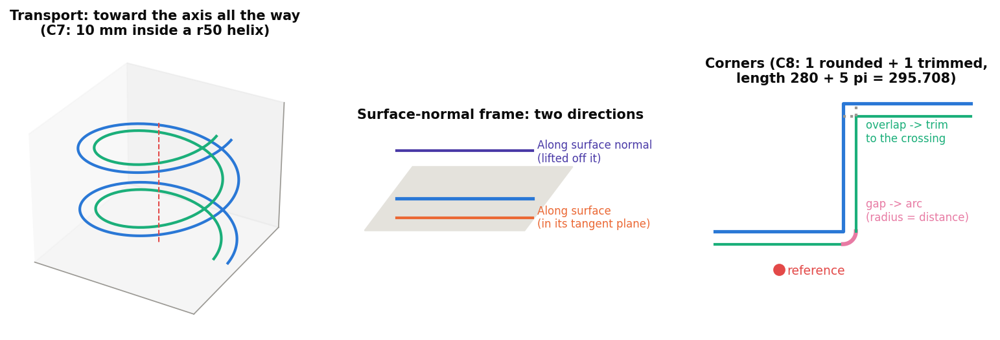 Transport: toward the axis all the way
(C7: 10 mm inside a r50 helix)
Surface-normal frame: two directions
Along surface normal
(lifted off it)
Along surface
(in its tangent plane)
Corners (C8: 1 rounded + 1 trimmed,
length 280 + 5 pi = 295.708)
overlap -> trim
to the crossing
gap -> arc
(radius = distance)
reference